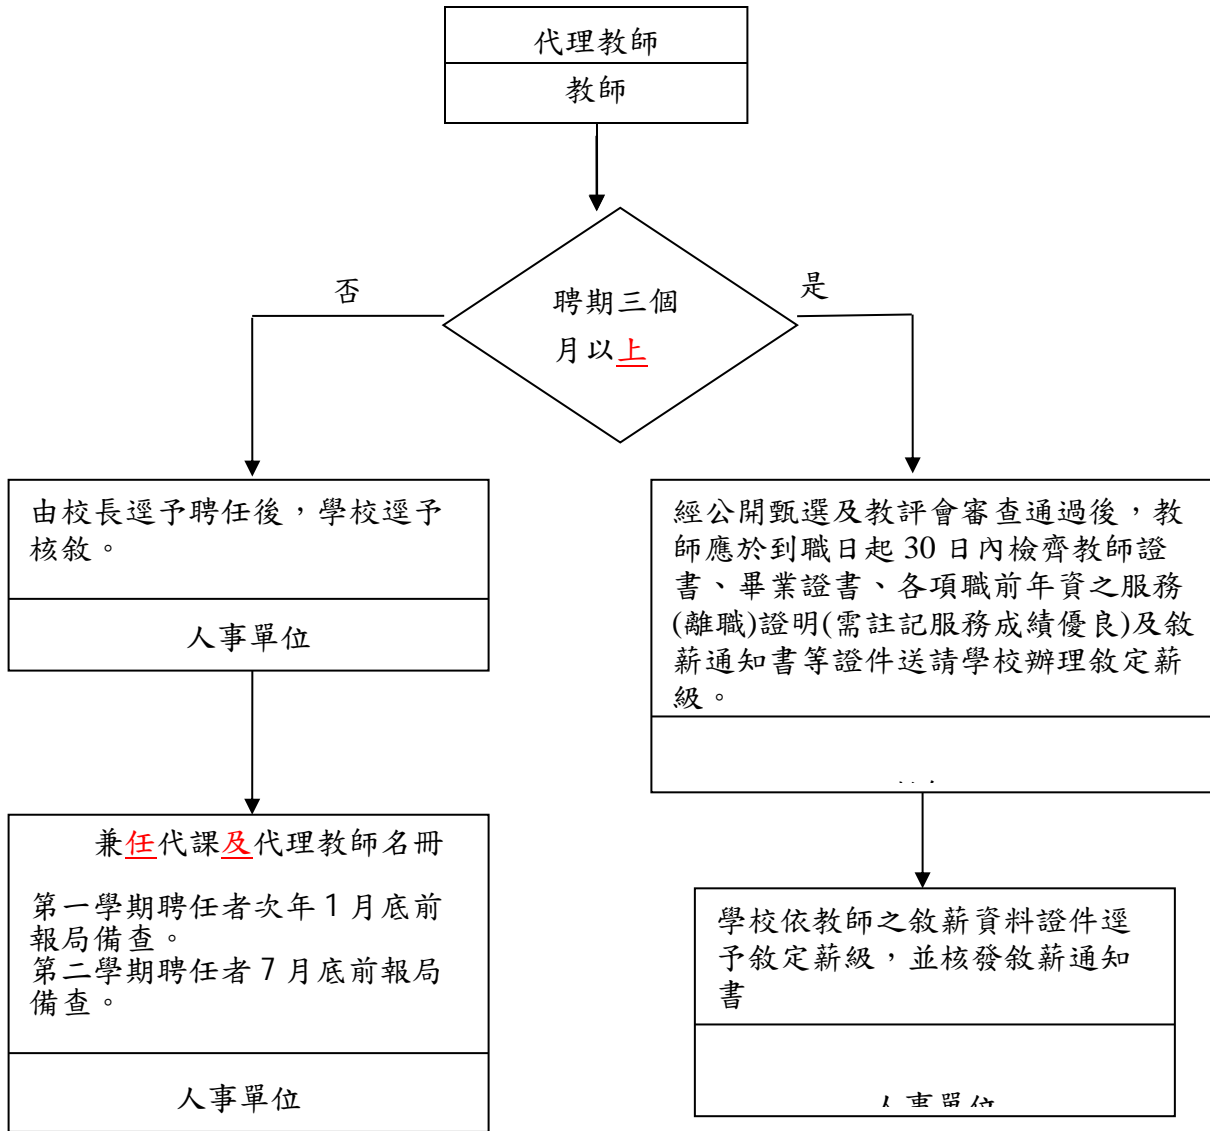 代理教師
教師
否
是
聘期三個
月以上
由校長逕予聘任後，學校逕予
核敘。
人事單位
經公開甄選及教評會審查通過後，教
師應於到職日起 30 日內檢齊教師證
書、畢業證書、各項職前年資之服務
(離職)證明(需註記服務成績優良)及敘
薪通知書等證件送請學校辦理敘定薪
級。
兼任代課及代理教師名冊
第一學期聘任者次年 1 月底前
報局備查。
第二學期聘任者 7 月底前報局
備查。
人事單位
學校依教師之敘薪資料證件逕
予敘定薪級，並核發敘薪通知
書
人事單位